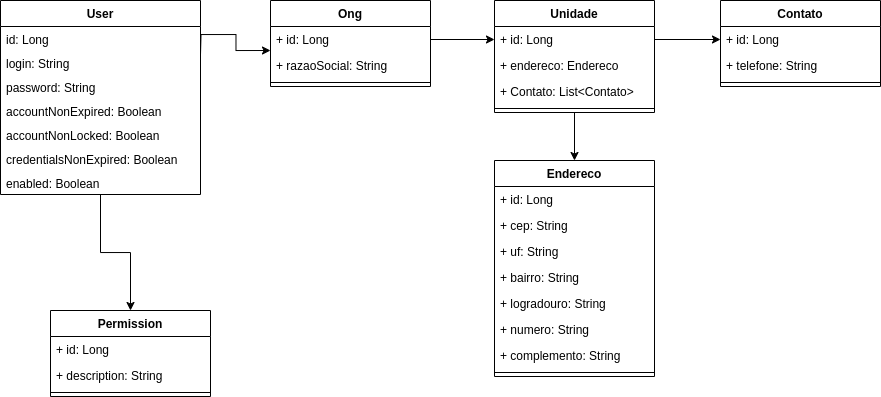 User
id: Long
login: String
password: String
accountNonExpired: Boolean
accountNonLocked: Boolean
credentialsNonExpired: Boolean
enabled: Boolean
Ong
+ id: Long
+ razaoSocial: String
Unidade
+ id: Long
+ endereco: Endereco
+ Contato: List<Contato>
Contato
+ id: Long
+ telefone: String
Endereco
+ id: Long
+ cep: String
+ uf: String
+ bairro: String
+ logradouro: String
+ numero: String
+ complemento: String
Permission
+ id: Long
+ description: String